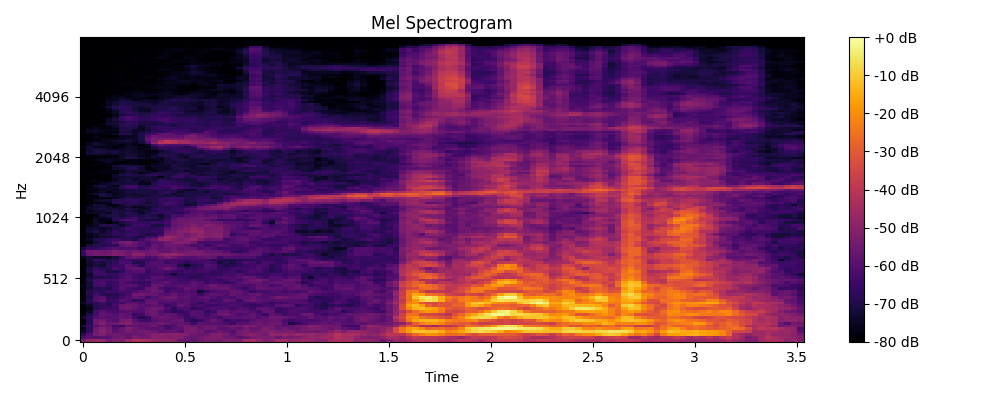 Mel Spectrogram
Hz
4096
2048
1024
512
0
0
0.5
1
1.5
2
2.5
3
3.5
Time
+0 dB
-10 dB
-20 dB
-30 dB
-40 dB
-50 dB
-60 dB
-70 dB
-80 dB